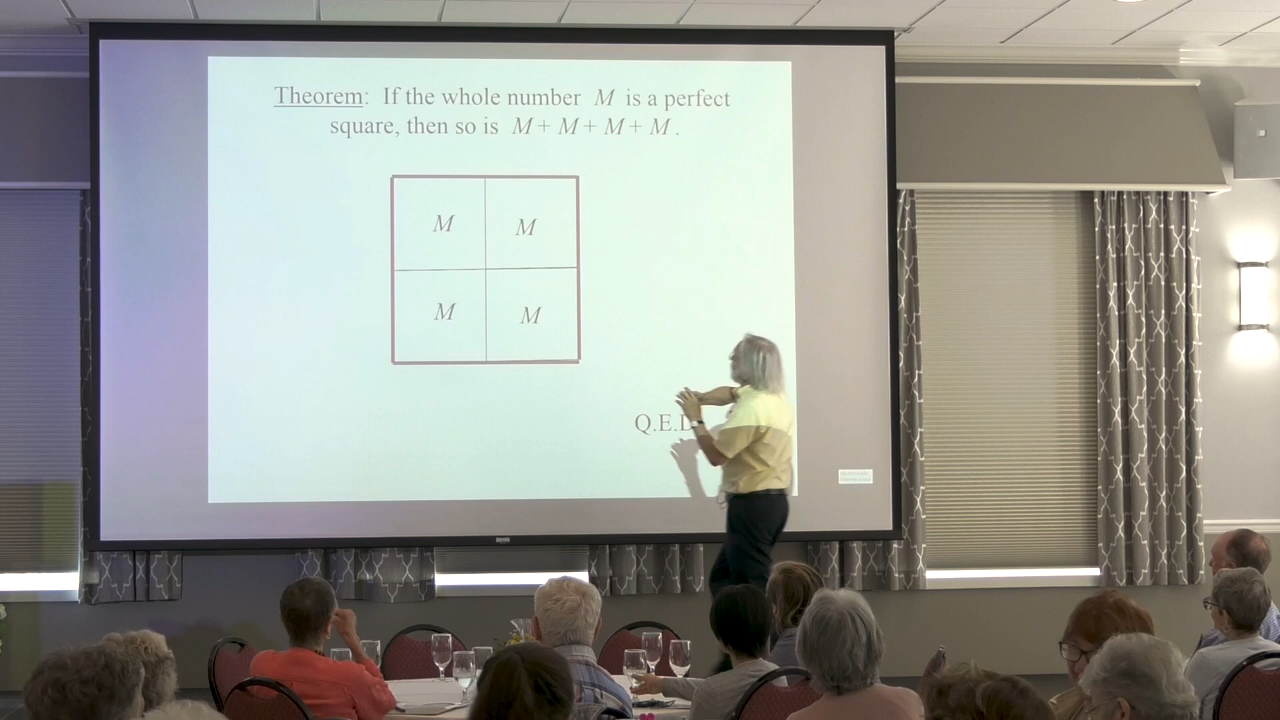 Theorem: If the whole number M is a perfect
square, then so is M + M + M + M .
M M
M M
Q.E.D